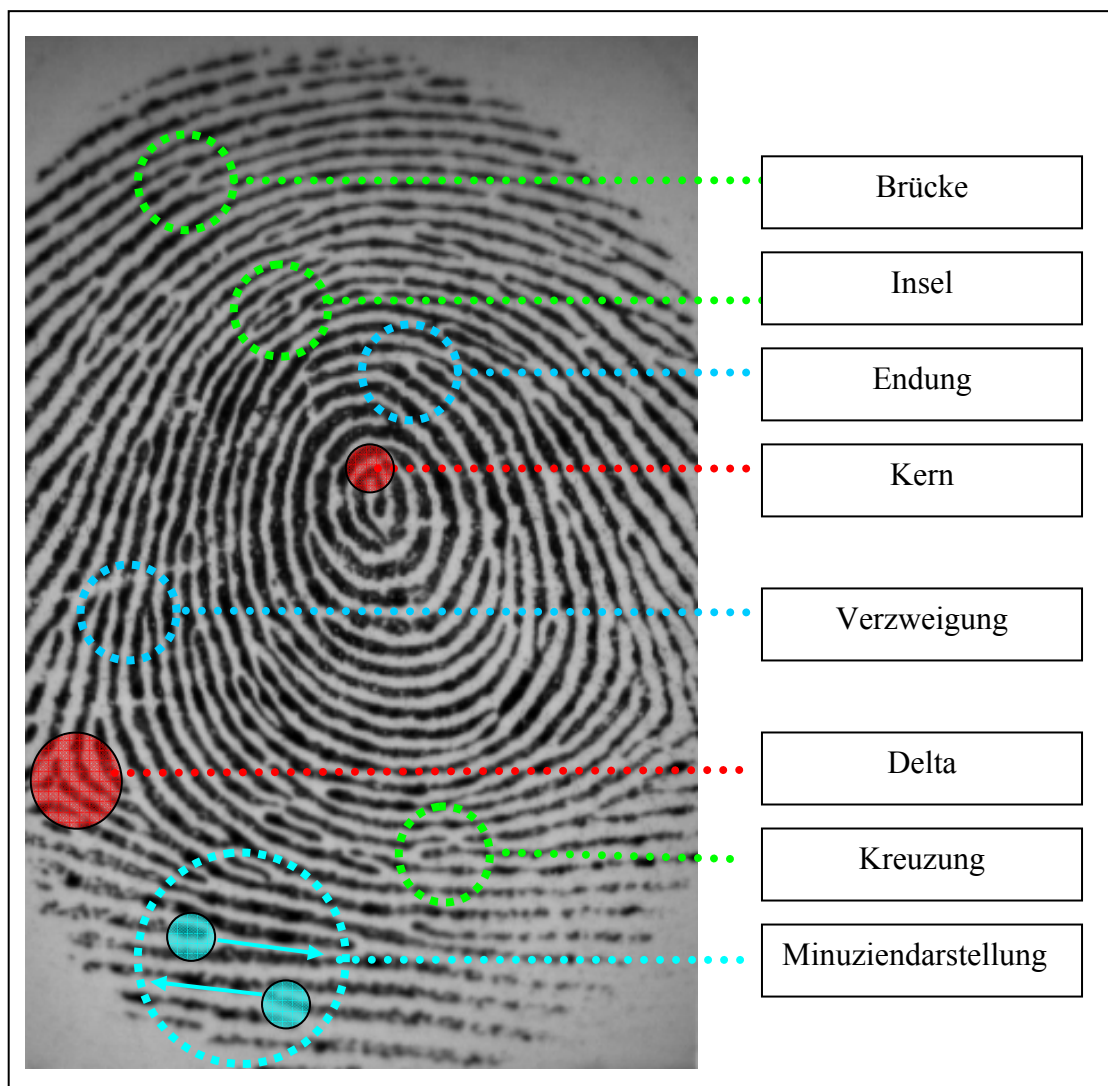 Brücke
Insel
Endung
Kern
Verzweigung
Delta
Kreuzung
Minuziendarstellung